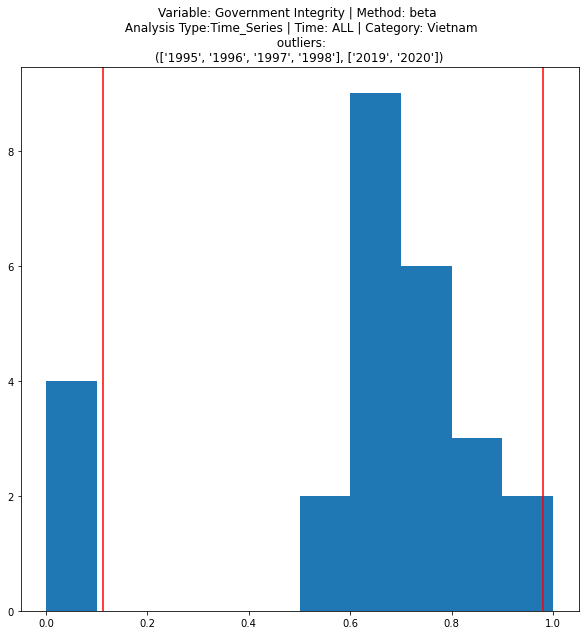 Variable: Government Integrity | Method: beta
Analysis Type:Time_Series | Time: ALL | Category: Vietnam
outliers:
(['1995', '1996', '1997', '1998'], ['2019', '2020'])
8
6
4
2
0
0.0 0.2 0.4 0.6 0.8 1.0